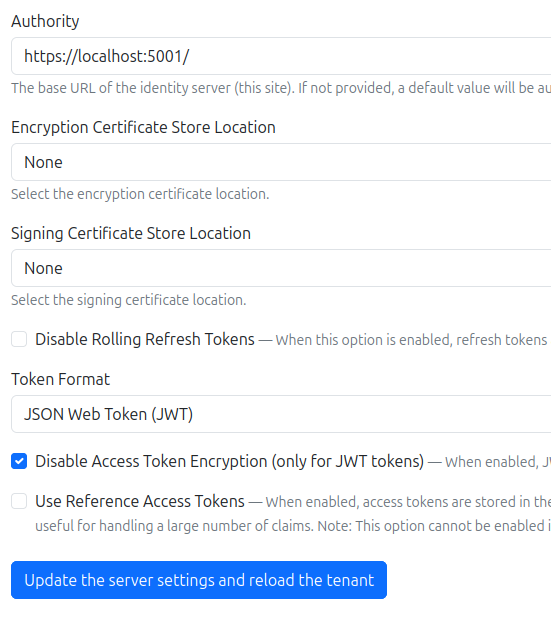 Authority
https://localhost:5001/
The base URL of the identity server (this site). If not provided, a default value will be au
Encryption Certificate Store Location
None
Select the encryption certificate location.
Signing Certificate Store Location
None
Select the signing certificate location.
Disable Rolling Refresh Tokens — When this option is enabled, refresh tokens
Token Format
JSON Web Token (JWT)
Disable Access Token Encryption (only for JWT tokens) — When enabled, JW
Use Reference Access Tokens — When enabled, access tokens are stored in the
useful for handling a large number of claims. Note: This option cannot be enabled i
Update the server settings and reload the tenant